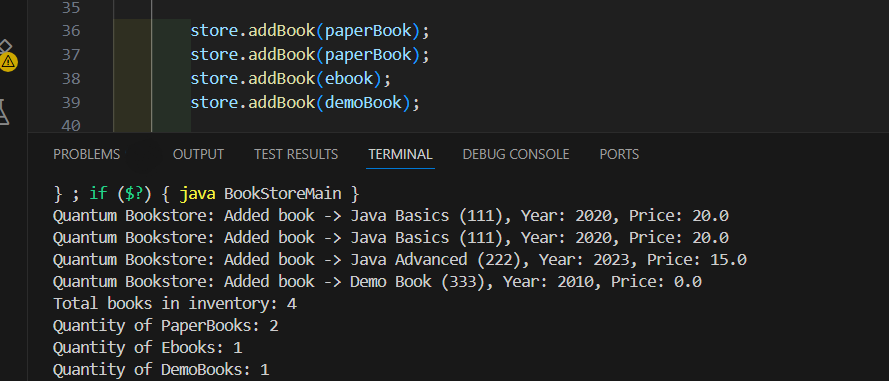 35
36 store.addBook(paperBook);
37 store.addBook(paperBook);
38 store.addBook(ebook);
39 store.addBook(demoBook);
40
PROBLEMS OUTPUT TEST RESULTS TERMINAL DEBUG CONSOLE PORTS
} ; if ($?) { java BookStoreMain }
Quantum Bookstore: Added book -> Java Basics (111), Year: 2020, Price: 20.0
Quantum Bookstore: Added book -> Java Basics (111), Year: 2020, Price: 20.0
Quantum Bookstore: Added book -> Java Advanced (222), Year: 2023, Price: 15.0
Quantum Bookstore: Added book -> Demo Book (333), Year: 2010, Price: 0.0
Total books in inventory: 4
Quantity of PaperBooks: 2
Quantity of Ebooks: 1
Quantity of DemoBooks: 1